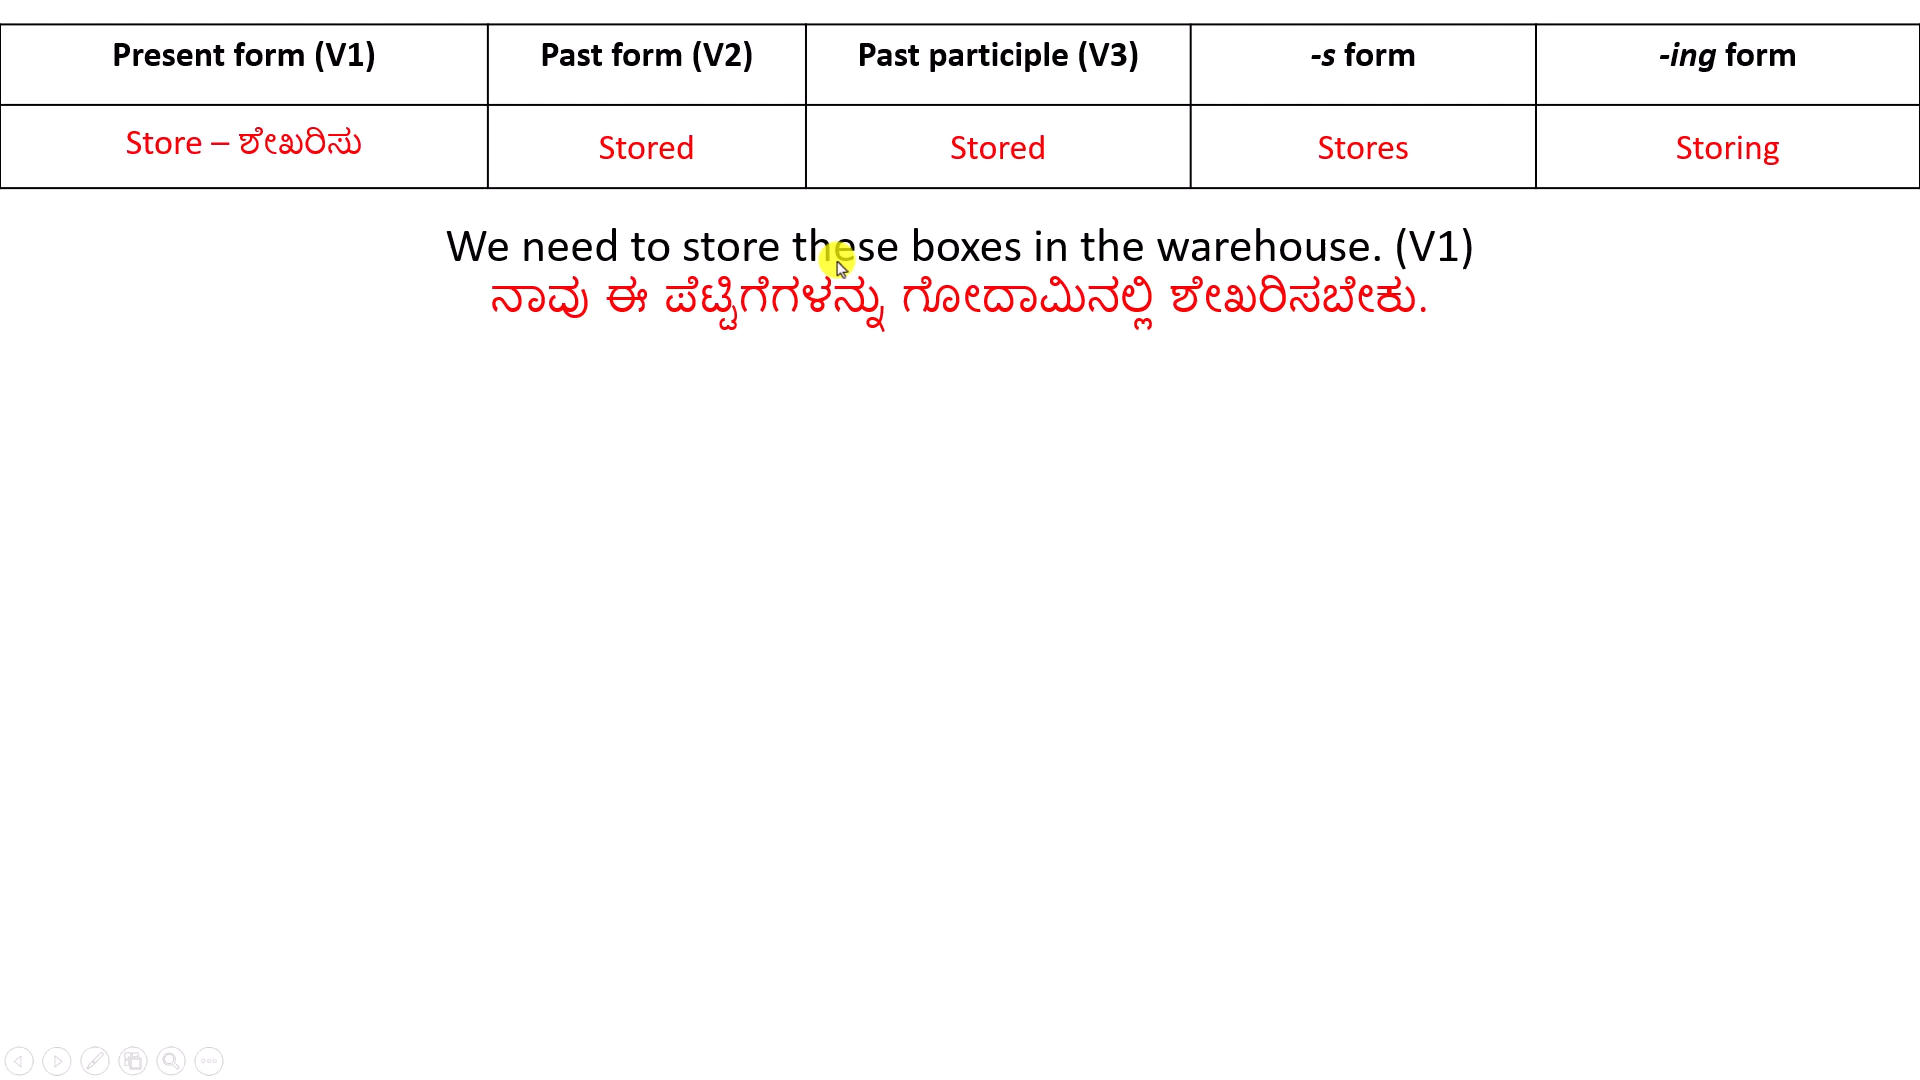 Present form (V1) Past form (V2) Past participle (V3) -s form -ing form
Store – ಶೇಖರಿಸು Stored Stored Stores Storing
We need to store these boxes in the warehouse. (V1)
ನಾವು ಈ ಪೆಟ್ಟಿಗೆಗಳನ್ನು ಗೋದಾಮಿನಲ್ಲಿ ಶೇಖರಿಸಬೇಕು.